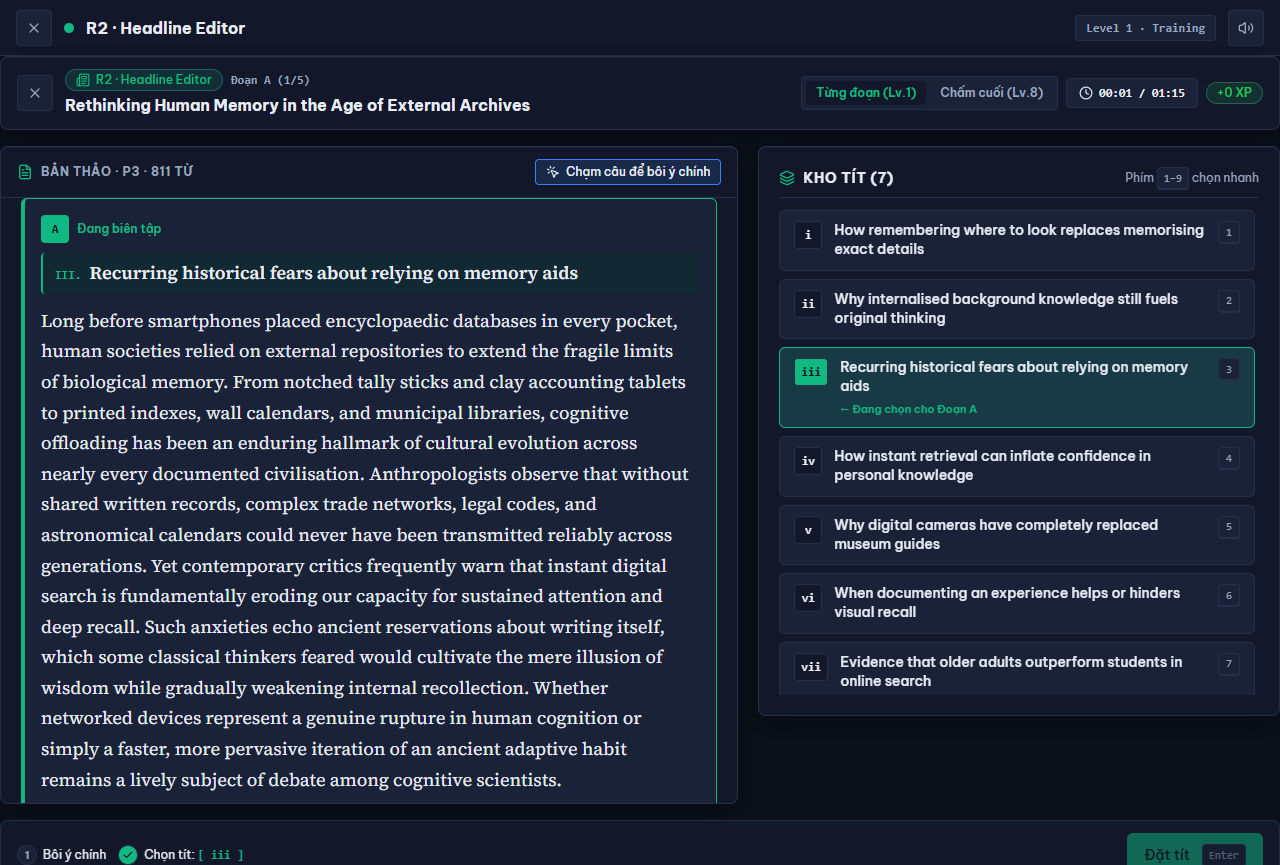 R2 · Headline Editor
Level 1 · Training
R2 · Headline Editor Đoạn A (1/5)
Rethinking Human Memory in the Age of External Archives
Từng đoạn (Lv.1) Chấm cuối (Lv.8) 00:01 / 01:15 +0 XP
BẢN THẢO · P3 · 811 TỪ
Chạm câu để bôi ý chính
A Đang biên tập
III. Recurring historical fears about relying on memory aids
Long before smartphones placed encyclopaedic databases in every pocket,
human societies relied on external repositories to extend the fragile limits
of biological memory. From notched tally sticks and clay accounting tablets
to printed indexes, wall calendars, and municipal libraries, cognitive
offloading has been an enduring hallmark of cultural evolution across
nearly every documented civilisation. Anthropologists observe that without
shared written records, complex trade networks, legal codes, and
astronomical calendars could never have been transmitted reliably across
generations. Yet contemporary critics frequently warn that instant digital
search is fundamentally eroding our capacity for sustained attention and
deep recall. Such anxieties echo ancient reservations about writing itself,
which some classical thinkers feared would cultivate the mere illusion of
wisdom while gradually weakening internal recollection. Whether
networked devices represent a genuine rupture in human cognition or
simply a faster, more pervasive iteration of an ancient adaptive habit
remains a lively subject of debate among cognitive scientists.
KHO TÍT (7)
Phím 1–9 chọn nhanh
i How remembering where to look replaces memorising 1
exact details
ii Why internalised background knowledge still fuels 2
original thinking
iii Recurring historical fears about relying on memory 3
aids
← Đang chọn cho Đoạn A
iv How instant retrieval can inflate confidence in 4
personal knowledge
v Why digital cameras have completely replaced 5
museum guides
vi When documenting an experience helps or hinders 6
visual recall
vii Evidence that older adults outperform students in 7
online search
1 Bôi ý chính Chọn tít: [ iii ]
Đặt tít Enter